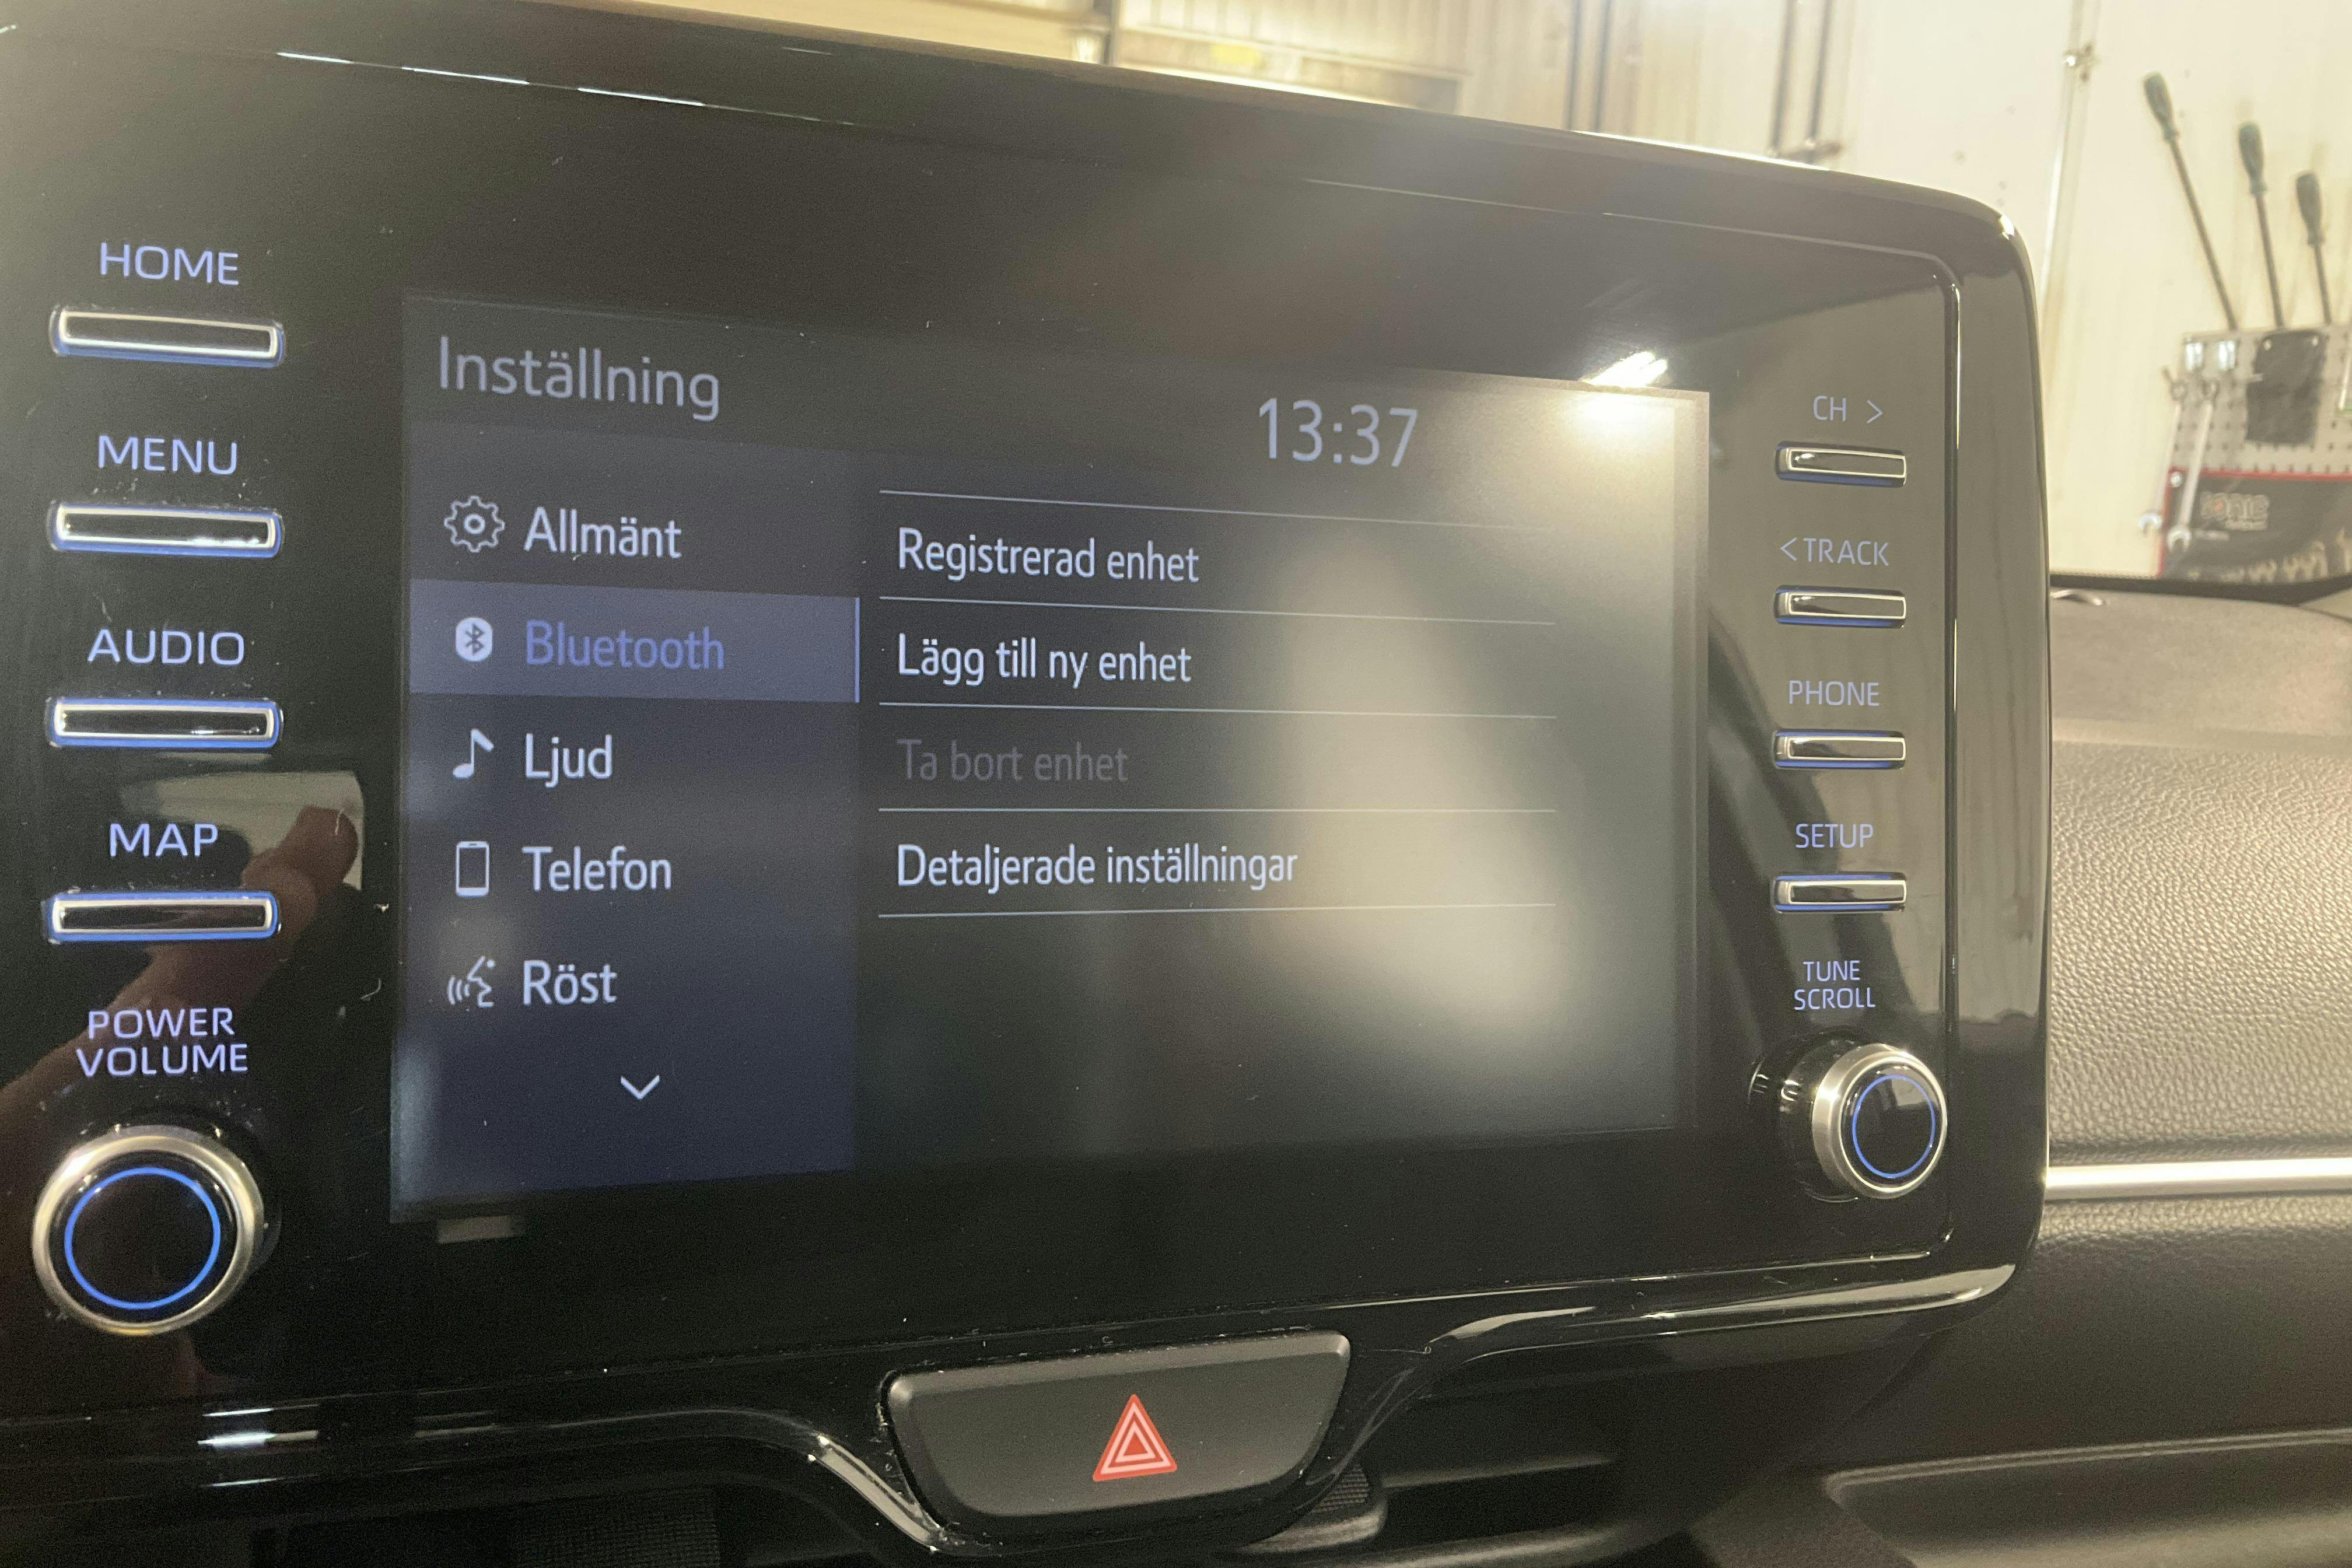 HOME
MENU
AUDIO
MAP
POWER
VOLUME
Inställning
13:37
Allmänt
Bluetooth
Ljud
Telefon
Röst
Registrerad enhet
Lägg till ny enhet
Ta bort enhet
Detaljerade inställningar
CH >
< TRACK
PHONE
SETUP
TUNE
SCROLL
SONIC